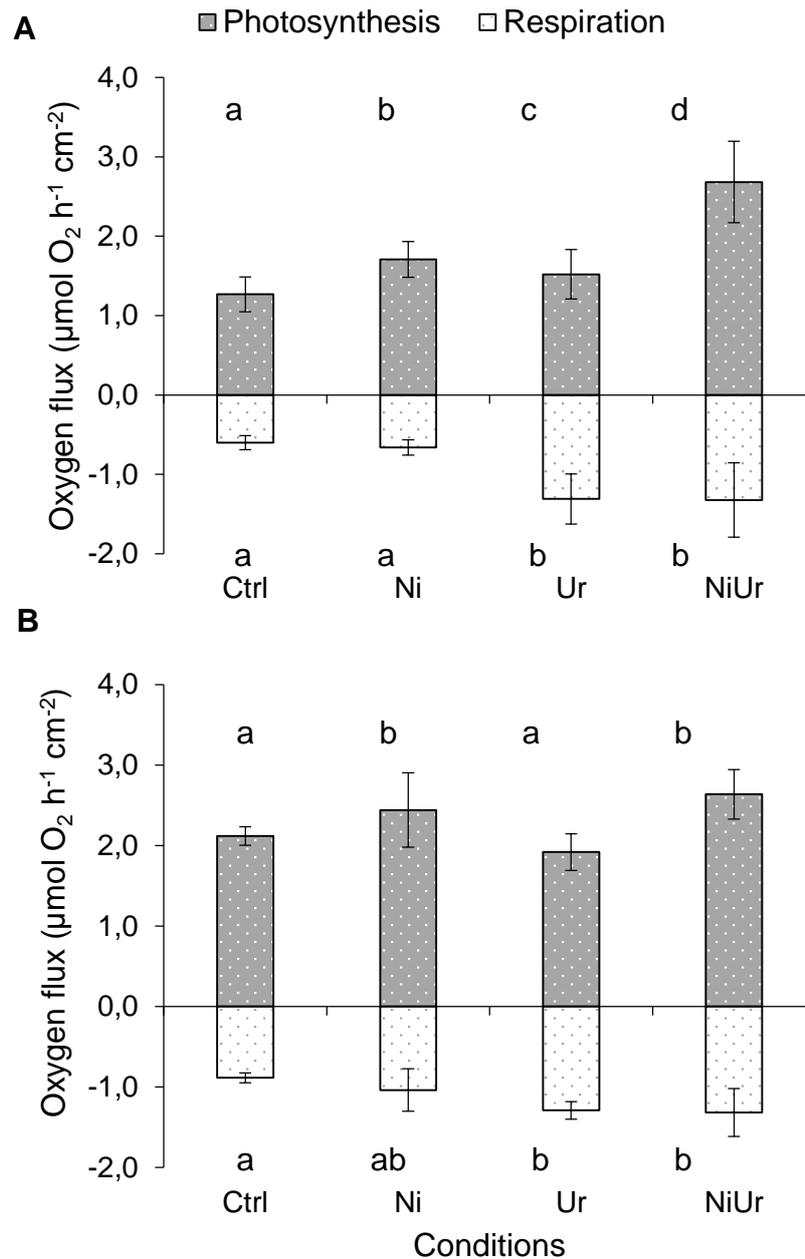 A
Photosynthesis Respiration
Oxygen flux (µmol O2 h-1 cm-2)
4,0
3,0
2,0
1,0
0,0
-1,0
-2,0
a b c d
a a b b
Ctrl Ni Ur NiUr
B
Oxygen flux (µmol O2 h-1 cm-2)
4,0
3,0
2,0
1,0
0,0
-1,0
-2,0
a b a b
a ab b b
Ctrl Ni Ur NiUr
Conditions